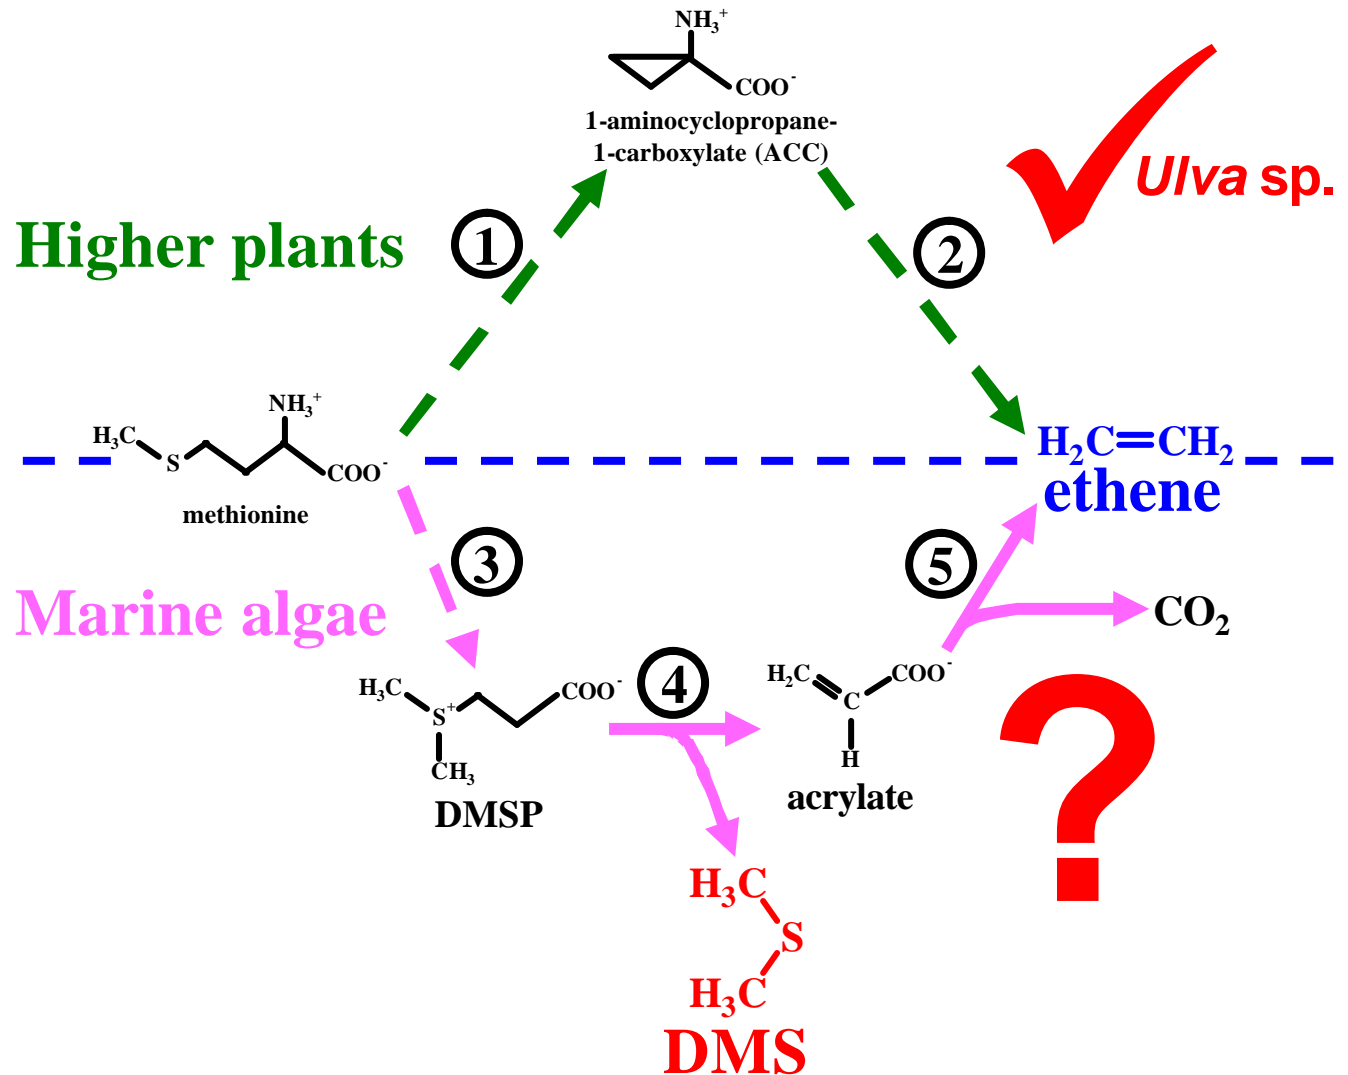 NH₃⁺
COO⁻
1-aminocyclopropane-
1-carboxylate (ACC)
Ulva sp.
Higher plants
1
2
NH₃⁺
H₃C
S
COO⁻
methionine
H₂C=CH₂
ethene
3
5
Marine algae
CO₂
4
H₃C
S⁺
COO⁻
CH₃
DMSP
H₂C
C
COO⁻
H
acrylate
?
H₃C
S
H₃C
DMS